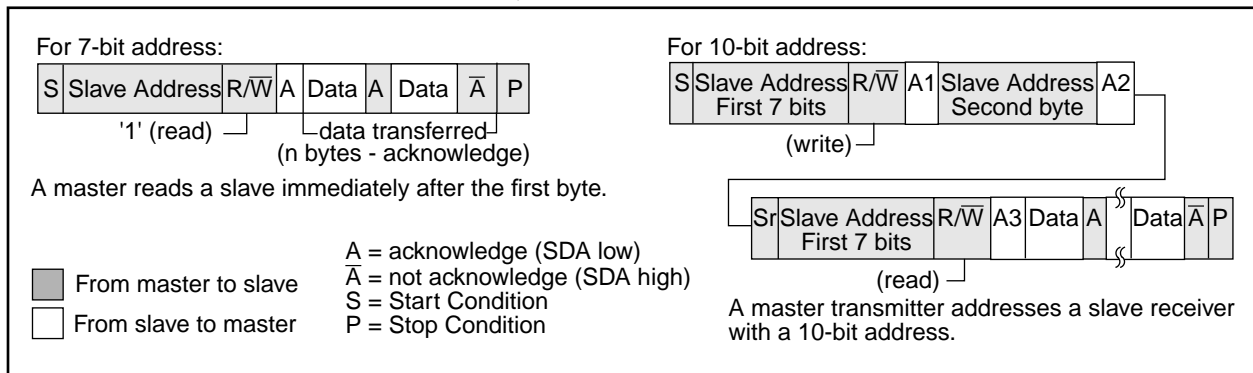 For 7-bit address:
S Slave Address R/W̅ A Data A Data A̅ P
'1' (read)
data transferred
(n bytes - acknowledge)
A master reads a slave immediately after the first byte.
From master to slave
From slave to master
A = acknowledge (SDA low)
A̅ = not acknowledge (SDA high)
S = Start Condition
P = Stop Condition
For 10-bit address:
S Slave Address First 7 bits R/W̅ A1 Slave Address Second byte A2
(write)
Sr Slave Address First 7 bits R/W̅ A3 Data A Data A̅ P
(read)
A master transmitter addresses a slave receiver
with a 10-bit address.